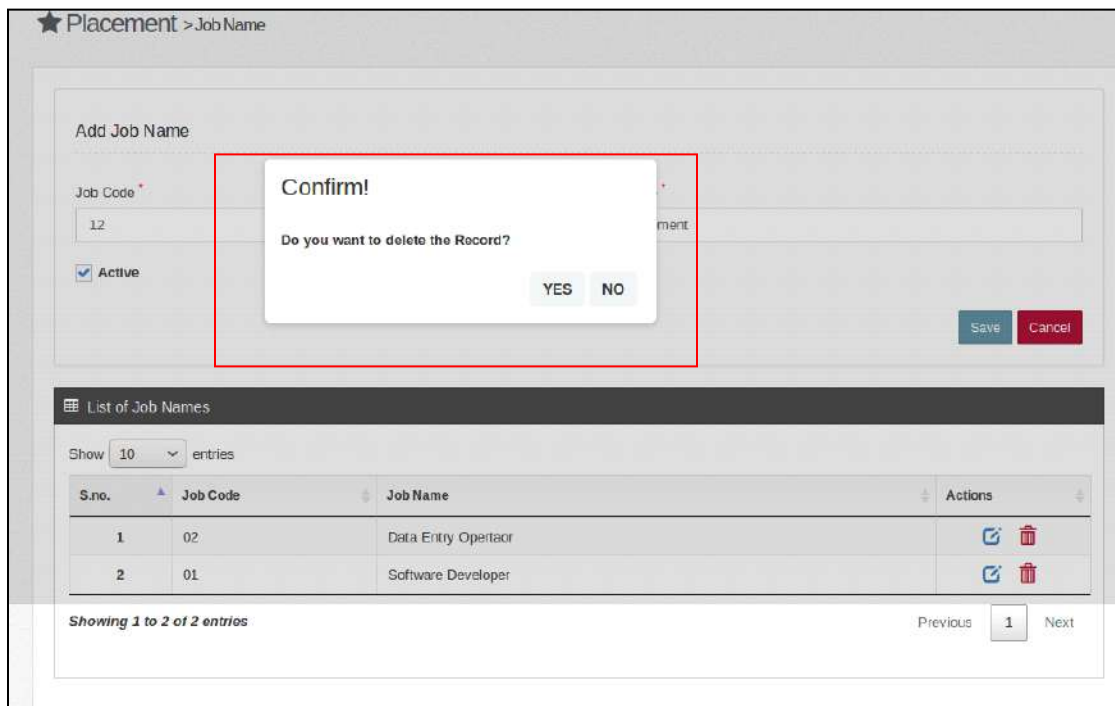 Placement > Job Name
Add Job Name
Job Code *
*
12
ment
Active
Confirm!
Do you want to delete the Record?
YES NO
Save Cancel
List of Job Names
Show 10 entries
S.no. Job Code Job Name Actions
1 02 Data Entry Opertaor
2 01 Software Developer
Showing 1 to 2 of 2 entries
Previous 1 Next